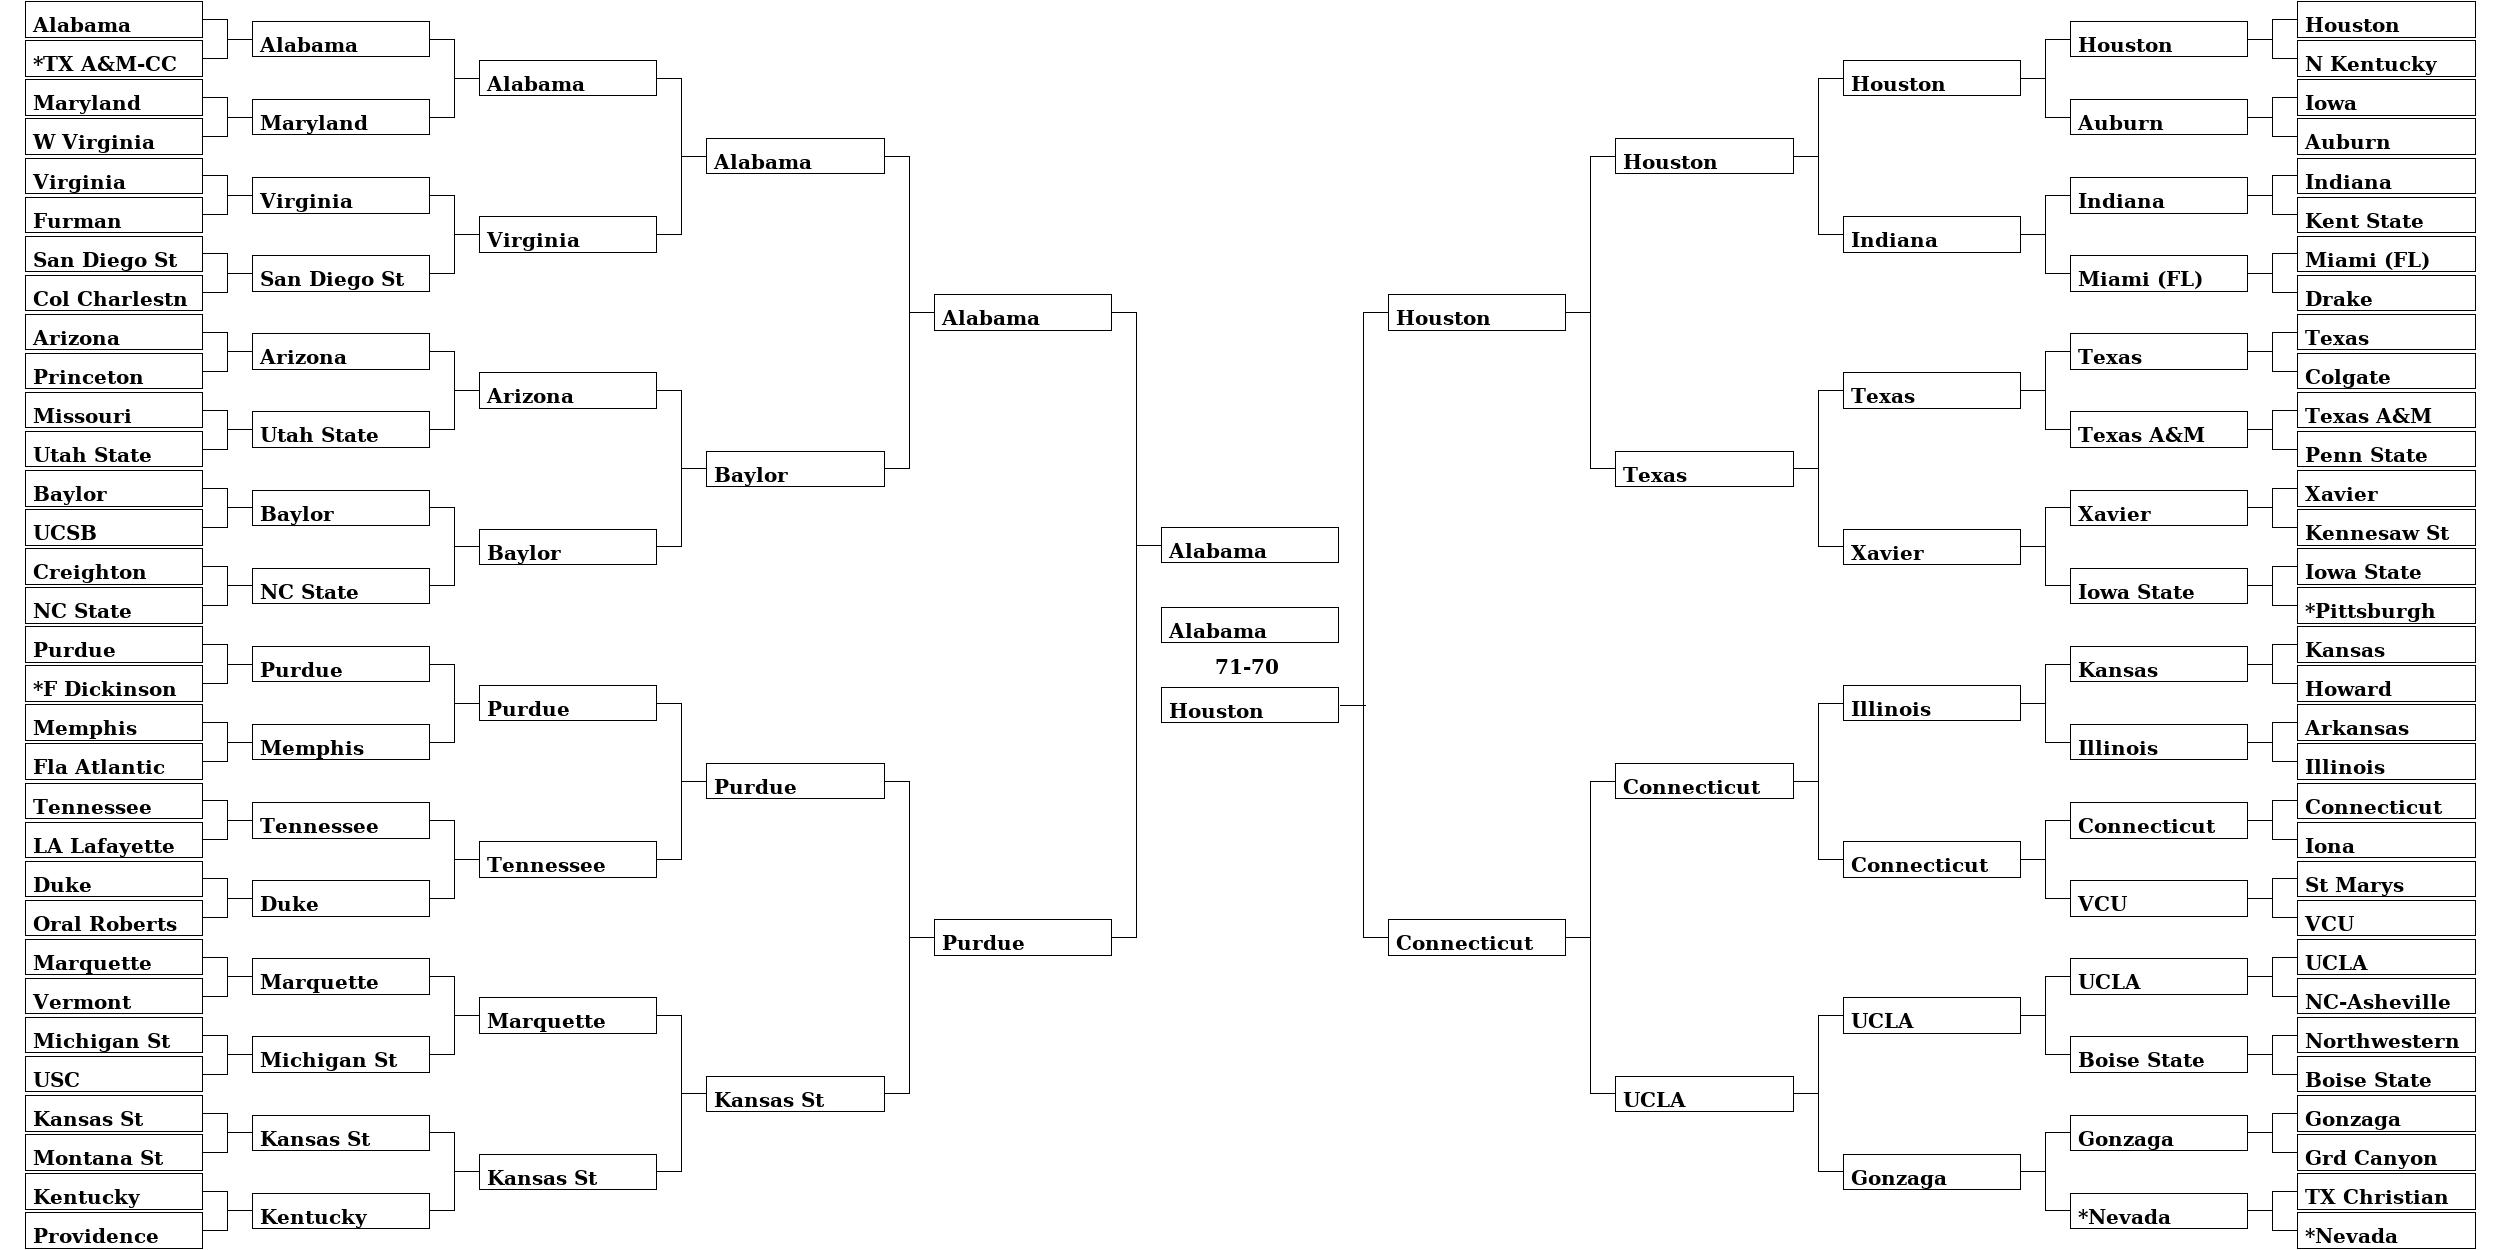 Alabama
*TX A&M-CC
Maryland
W Virginia
Virginia
Furman
San Diego St
Col Charlestn
Arizona
Princeton
Missouri
Utah State
Baylor
UCSB
Creighton
NC State
Purdue
*F Dickinson
Memphis
Fla Atlantic
Tennessee
LA Lafayette
Duke
Oral Roberts
Marquette
Vermont
Michigan St
USC
Kansas St
Montana St
Kentucky
Providence
Alabama
Maryland
Virginia
San Diego St
Arizona
Utah State
Baylor
NC State
Purdue
Memphis
Tennessee
Duke
Marquette
Michigan St
Kansas St
Kentucky
Alabama
Virginia
Arizona
Baylor
Purdue
Tennessee
Marquette
Kansas St
Alabama
Baylor
Purdue
Kansas St
Alabama
Purdue
Alabama
Alabama
71-70
Houston
Houston
Connecticut
Houston
Texas
Connecticut
UCLA
Houston
Indiana
Texas
Xavier
Illinois
Connecticut
UCLA
Gonzaga
Houston
Auburn
Indiana
Miami (FL)
Texas
Texas A&M
Xavier
Iowa State
Kansas
Illinois
Connecticut
VCU
UCLA
Boise State
Gonzaga
*Nevada
Houston
N Kentucky
Iowa
Auburn
Indiana
Kent State
Miami (FL)
Drake
Texas
Colgate
Texas A&M
Penn State
Xavier
Kennesaw St
Iowa State
*Pittsburgh
Kansas
Howard
Arkansas
Illinois
Connecticut
Iona
St Marys
VCU
UCLA
NC-Asheville
Northwestern
Boise State
Gonzaga
Grd Canyon
TX Christian
*Nevada